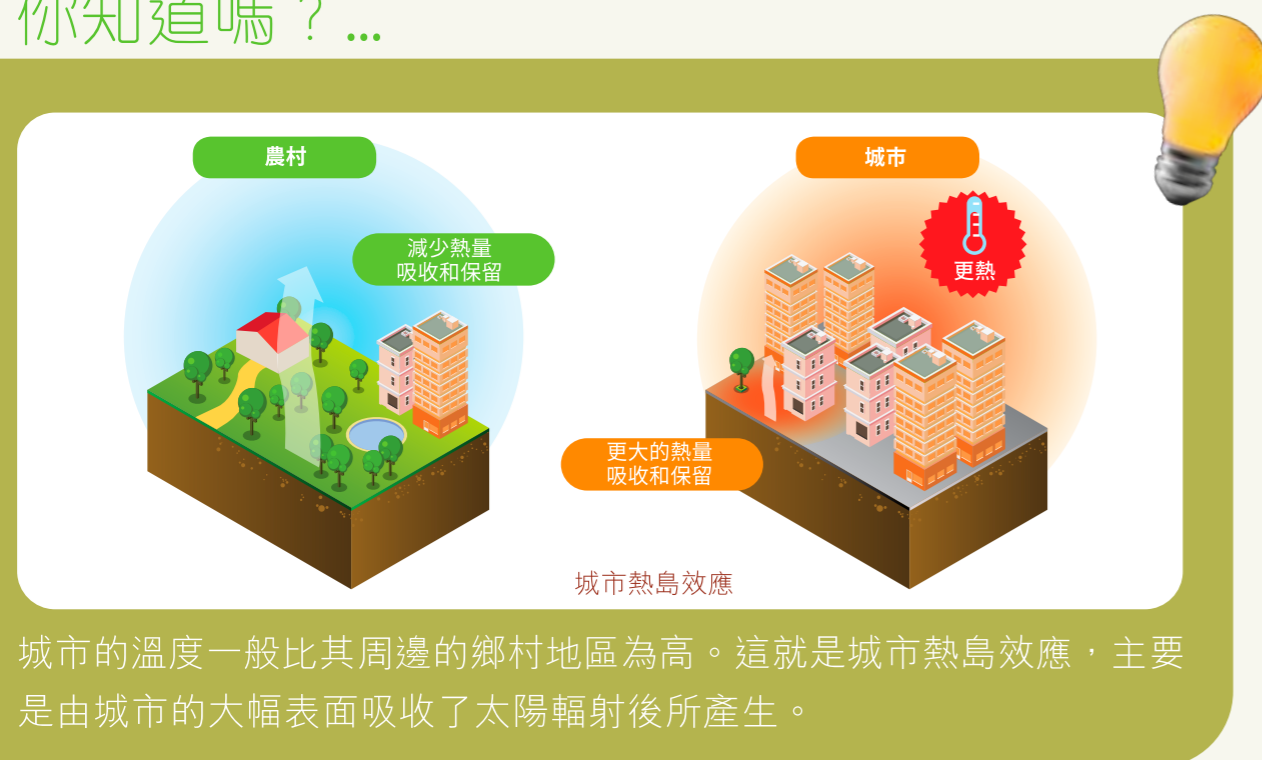 你知道嗎？...
農村
城市
減少熱量
吸收和保留
更熱
更大的熱量
吸收和保留
城市熱島效應
城市的溫度一般比其周邊的鄉村地區為高。這就是城市熱島效應，主要
是由城市的大幅表面吸收了太陽輻射後所產生。